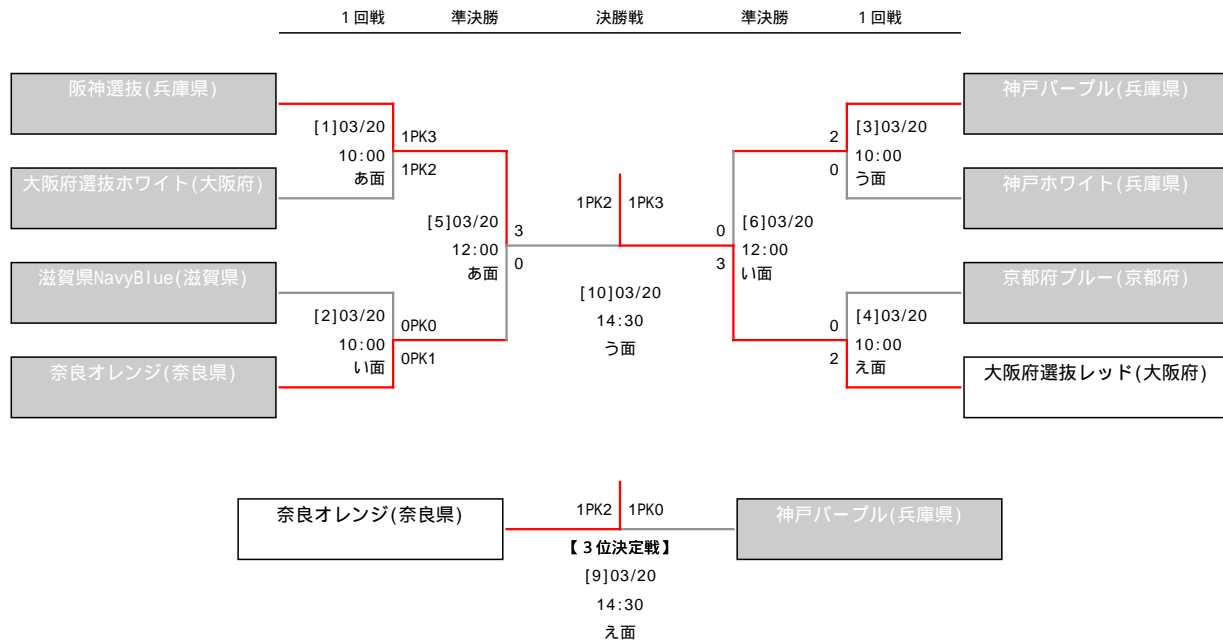 １回戦 準決勝 決勝戦 準決勝 １回戦
阪神選抜(兵庫県)
大阪府選抜ホワイト(大阪府)
滋賀県NavyBlue(滋賀県)
奈良オレンジ(奈良県)
[1]03/20
10:00
あ面
1PK3
1PK2
[2]03/20
10:00
い面
0PK0
0PK1
[5]03/20
12:00
あ面
3
0
1PK2 1PK3
[10]03/20
14:30
う面
0
3
[6]03/20
12:00
い面
2
0
[3]03/20
10:00
う面
0
2
[4]03/20
10:00
え面
神戸パープル(兵庫県)
神戸ホワイト(兵庫県)
京都府ブルー(京都府)
大阪府選抜レッド(大阪府)
奈良オレンジ(奈良県)
1PK2 1PK0
神戸パープル(兵庫県)
【３位決定戦】
[9]03/20
14:30
え面